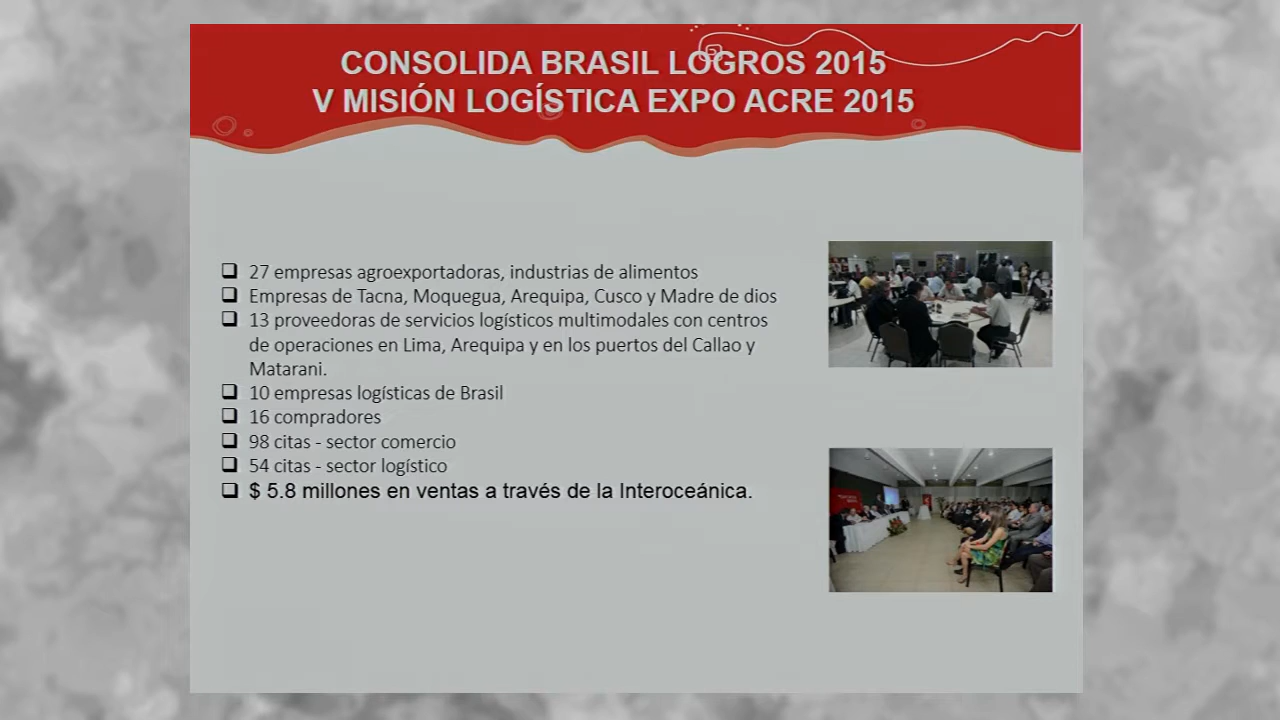 CONSOLIDA BRASIL LOGROS 2015
V MISIÓN LOGÍSTICA EXPO ACRE 2015
27 empresas agroexportadoras, industrias de alimentos
Empresas de Tacna, Moquegua, Arequipa, Cusco y Madre de dios
13 proveedoras de servicios logísticos multimodales con centros
de operaciones en Lima, Arequipa y en los puertos del Callao y
Matarani.
10 empresas logísticas de Brasil
16 compradores
98 citas - sector comercio
54 citas - sector logístico
$ 5.8 millones en ventas a través de la Interoceánica.